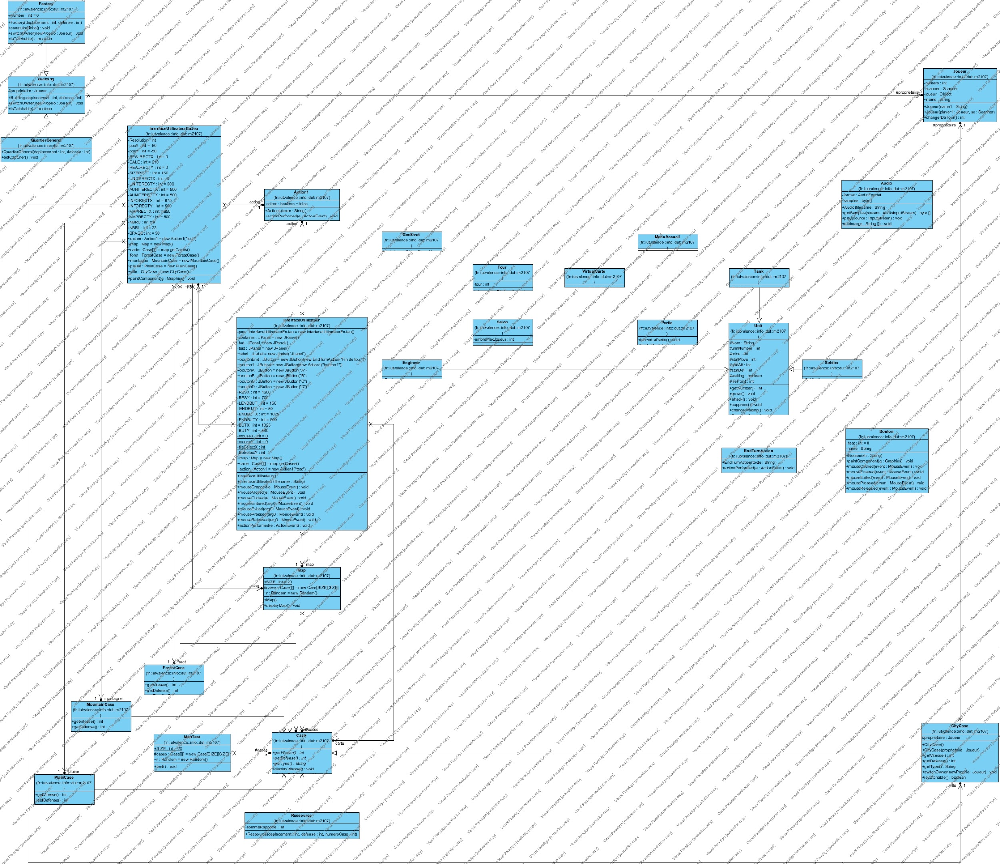 Factory
(fr::iutvalence::info::dut::m2107)
~number : int = 0
+Factory(deplacement : int, defense : int)
+constuireUnite() : void
+switchOwner(newProprio : Joueur) : void
+isCatchable() : boolean
Building
(fr::iutvalence::info::dut::m2107)
#proprietaire : Joueur
+Building(deplacement : int, defense : int)
+switchOwner(newProprio : Joueur) : void
+isCatchable() : boolean
#proprietaire
Joueur
(fr::iutvalence::info::dut::m2107)
-numero : int
-scanner : Scanner
-joueur : Object
~name : String
+Joueur(name1 : String)
+Joueur(player1 : Joueur, sc : Scanner)
+changerDeTour() : int
#proprietaire
1
QuartierGeneral
(fr::iutvalence::info::dut::m2107)
+QuartierGeneral(deplacement : int, defense : int)
+estCapturer() : void
InterfaceUtilisateurEnJeu
(fr::iutvalence::info::dut::m2107)
-Resolution : int
-posX : int = -50
-posY : int = -50
-REALRECTX : int = 0
-CALE : int = 210
-REALRECTY : int = 0
-SIZERECT : int = 150
-UNITERECTX : int = 0
-UNITERECTY : int = 500
-AUNITERECTX : int = 500
-AUNITERECTY : int = 500
-INFORECTX : int = 675
-INFORECTY : int = 500
-MAPRECTX : int = 850
-MAPRECTY : int = 500
-NBRC : int = 9
-NBRL : int = 23
-SPACE : int = 50
~action : Action1 = new Action1("test")
~map : Map = new Map()
~carte : Case[][] = map.getCases()
~foret : ForestCase = new ForestCase()
~montagne : MountainCase = new MountainCase()
~plaine : PlainCase = new PlainCase()
~ville : CityCase = new CityCase()
+paintComponent(g : Graphics) : void
-pan
1
action
Action1
(fr::iutvalence::info::dut::m2107)
-select : boolean = false
+Action1(texte : String)
+actionPerformed(e : ActionEvent) : void
action
1
Audio
(fr::iutvalence::info::dut::m2107)
-format : AudioFormat
-samples : byte[]
+Audio(filename : String)
+getSamples(stream : AudioInputStream) : byte []
+play(source : InputStream) : void
+main(args : String []) : void
GeoStrat
(fr::iutvalence::info::dut::m2107
)
MenuAccueil
(fr::iutvalence::info::dut::m2107
)
Tour
(fr::iutvalence::info::dut::m2107
)
-tour : int
VirtualCarte
(fr::iutvalence::info::dut::m2107
)
Tank
(fr::iutvalence::info::dut::m2107
)
Salon
(fr::iutvalence::info::dut::m2107
)
-nmbreMaxJoueur : int
Partie
(fr::iutvalence::info::dut::m2107
)
+lancerLaPartie() : void
Unit
(fr::iutvalence::info::dut::m2107
)
#Nom : String
#unitNumber : int
#price : int
#statMove : int
#statAtt : int
#statDef : int
#waiting : boolean
#lifePoint : int
+getNumber() : int
+move() : void
+attack() : void
+suppress() : void
+changeWaiting() : void
Engineer
(fr::iutvalence::info::dut::m2107
)
Soldier
(fr::iutvalence::info::dut::m2107
)
InterfaceUtilisateur
(fr::iutvalence::info::dut::m2107)
-pan : InterfaceUtilisateurEnJeu = new InterfaceUtilisateurEnJeu()
-container : JPanel = new JPanel()
-but : JPanel = new JPanel()
-test : JPanel = new JPanel()
~label : JLabel = new JLabel("JLabel")
~boutonEnd : JButton = new JButton(new EndTurnAction("Fin de tour"))
~bouton1 : JButton = new JButton(new Action1("bouton1"))
~boutonA : JButton = new JButton("A")
~boutonB : JButton = new JButton("B")
~boutonC : JButton = new JButton("C")
~boutonD : JButton = new JButton("D")
-RESX : int = 1200
-RESY : int = 700
-LENDBUT : int = 150
-lENDBUT : int = 50
-ENDBUTX : int = 1025
-ENDBUTY : int = 500
-BUTX : int = 1025
-BUTY : int = 560
-mouseX : int = 0
-mouseY : int = 0
-tileSelectX : int
-tileSelectY : int
~map : Map = new Map()
~carte : Case[][] = map.getCases()
~action : Action1 = new Action1("test")
+InterfaceUtilisateur()
+InterfaceUtilisateur(filename : String)
+mouseDragged(e : MouseEvent) : void
+mouseMoved(e : MouseEvent) : void
+mouseClicked(e : MouseEvent) : void
+mouseEntered(arg0 : MouseEvent) : void
+mouseExited(arg0 : MouseEvent) : void
+mousePressed(arg0 : MouseEvent) : void
+mouseReleased(arg0 : MouseEvent) : void
+actionPerformed(e : ActionEvent) : void
Bouton
(fr::iutvalence::info::dut::m2107)
~test : int = 0
-name : String
+Bouton(str : String)
+paintComponent(g : Graphics) : void
+mouseClicked(event : MouseEvent) : void
+mouseEntered(event : MouseEvent) : void
+mouseExited(event : MouseEvent) : void
+mousePressed(event : MouseEvent) : void
+mouseReleased(event : MouseEvent) : void
EndTurnAction
(fr::iutvalence::info::dut::m2107)
+EndTurnAction(texte : String)
+actionPerformed(e : ActionEvent) : void
1 map
map
Map
(fr::iutvalence::info::dut::m2107)
+SIZE : int = 20
#cases : Case[][] = new Case[SIZE][SIZE]
~r : Random = new Random()
+Map()
+displayMap() : void
1 foret
ForestCase
(fr::iutvalence::info::dut::m2107
)
+getVitesse() : int
+getDefense() : int
1 montagne
MountainCase
(fr::iutvalence::info::dut::m2107
)
+getVitesse() : int
+getDefense() : int
MapTest
(fr::iutvalence::info::dut::m2107)
+SIZE : int = 20
#cases : Case[][] = new Case[SIZE][SIZE]
~r : Random = new Random()
+test() : void
#cases
Case
(fr::iutvalence::info::dut::m2107
)
+getVitesse() : int
+getDefense() : int
~getType() : String
+displayVitesse() : void
*
carte
CityCase
(fr::iutvalence::info::dut::m2107)
#proprietaire : Joueur
+CityCase()
+CityCase(proprietaire : Joueur)
+getVitesse() : int
+getDefense() : int
+getType() : String
+switchOwner(newProprio : Joueur) : void
+isCatchable() : boolean
ville 1
1 plaine
PlainCase
(fr::iutvalence::info::dut::m2107
)
+getVitesse() : int
+getDefense() : int
Ressource
(fr::iutvalence::info::dut::m2107)
-sommeRapporte : int
+Ressource(deplacement : int, defense : int, numeroCase : int)
Visual Paradigm [evaluation copy]